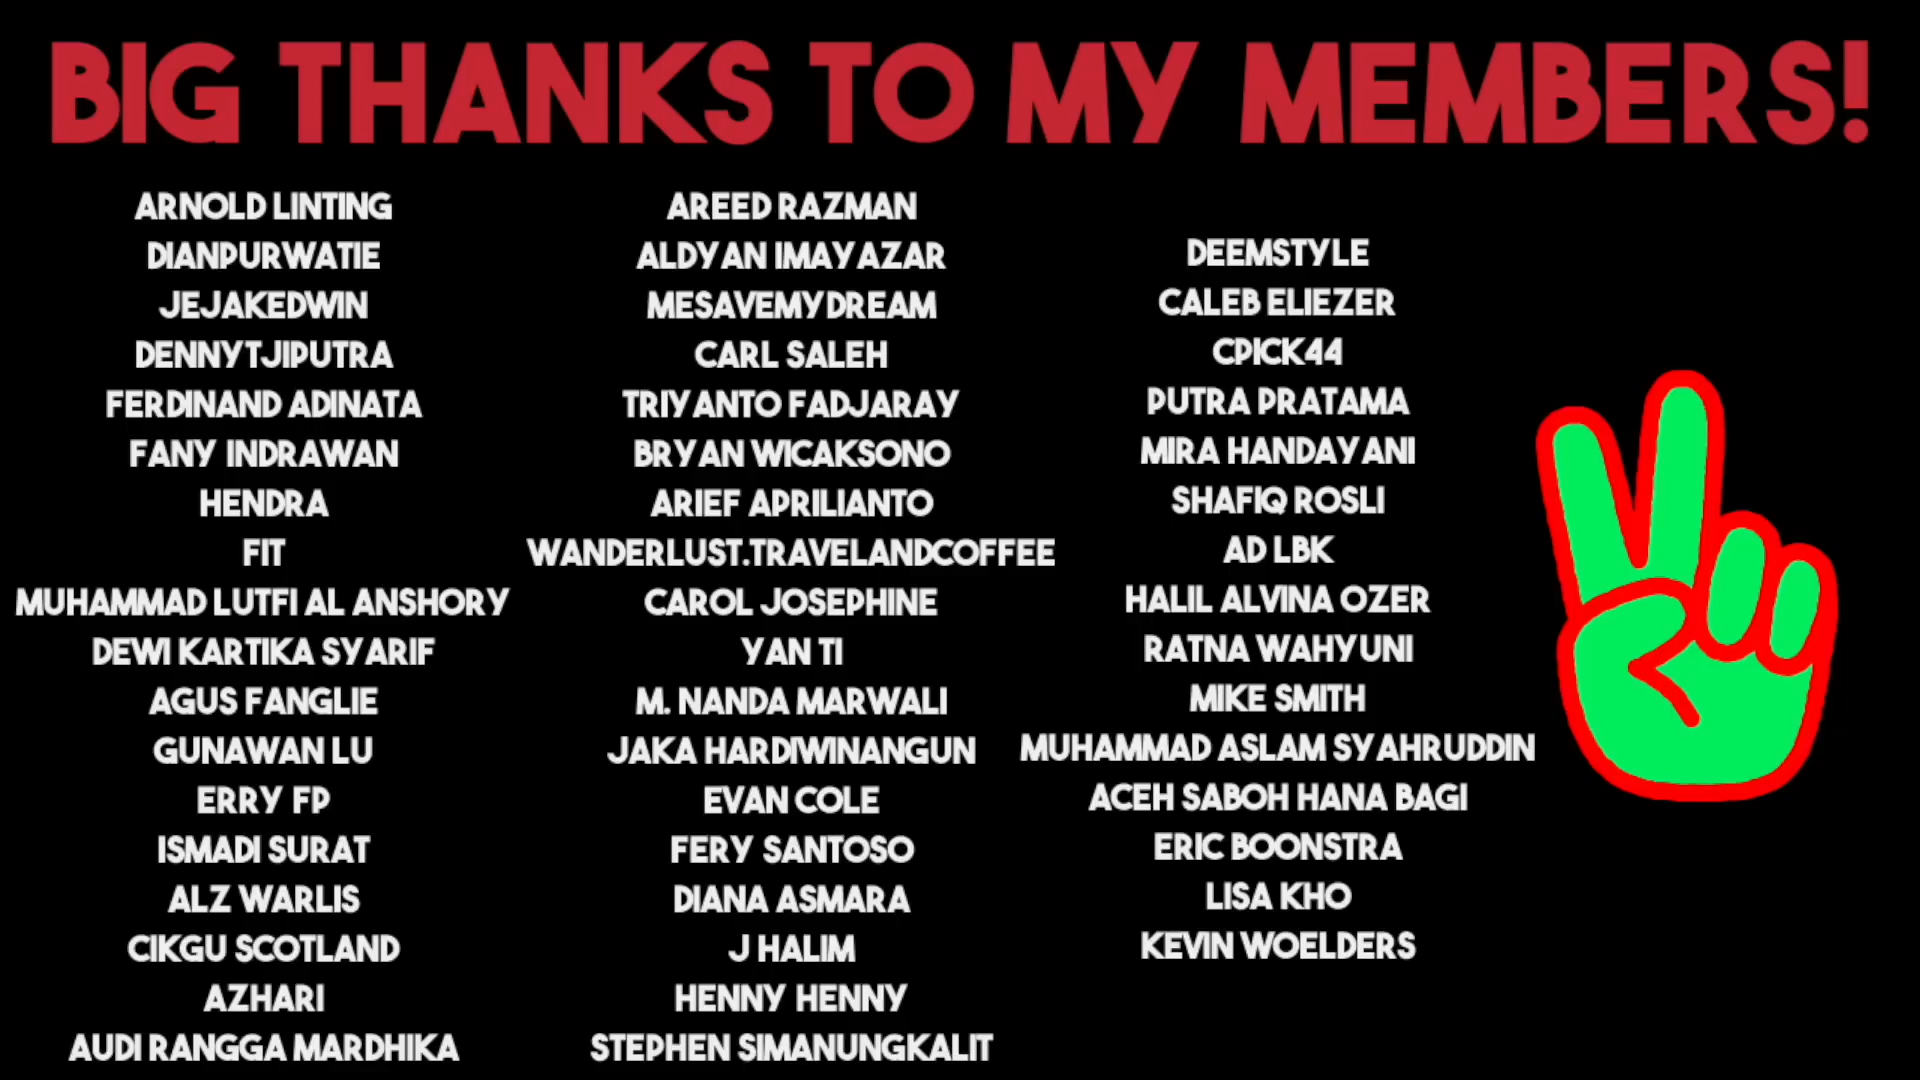 BIG THANKS TO MY MEMBERS!
ARNOLD LINTING
DIANPURWATIE
JEJAKEDWIN
DENNYTJIPUTRA
FERDINAND ADINATA
FANY INDRAWAN
HENDRA
FIT
MUHAMMAD LUTFI AL ANSHORY
DEWI KARTIKA SYARIF
AGUS FANGLIE
GUNAWAN LU
ERRY FP
ISMADI SURAT
ALZ WARLIS
CIKGU SCOTLAND
AZHARI
AUDI RANGGA MARDHIKA
AREED RAZMAN
ALDYAN IMAYAZAR
MESAVEMYDREAM
CARL SALEH
TRIYANTO FADJARAY
BRYAN WICAKSONO
ARIEF APRILIANTO
WANDERLUST.TRAVELANDCOFFEE
CAROL JOSEPHINE
YAN TI
M. NANDA MARWALI
JAKA HARDIWINANGUN
EVAN COLE
FERY SANTOSO
DIANA ASMARA
J HALIM
HENNY HENNY
STEPHEN SIMANUNGKALIT
DEEMSTYLE
CALEB ELIEZER
CPICK44
PUTRA PRATAMA
MIRA HANDAYANI
SHAFIQ ROSLI
AD LBK
HALIL ALVINA OZER
RATNA WAHYUNI
MIKE SMITH
MUHAMMAD ASLAM SYAHRUDDIN
ACEH SABOH HANA BAGI
ERIC BOONSTRA
LISA KHO
KEVIN WOELDERS